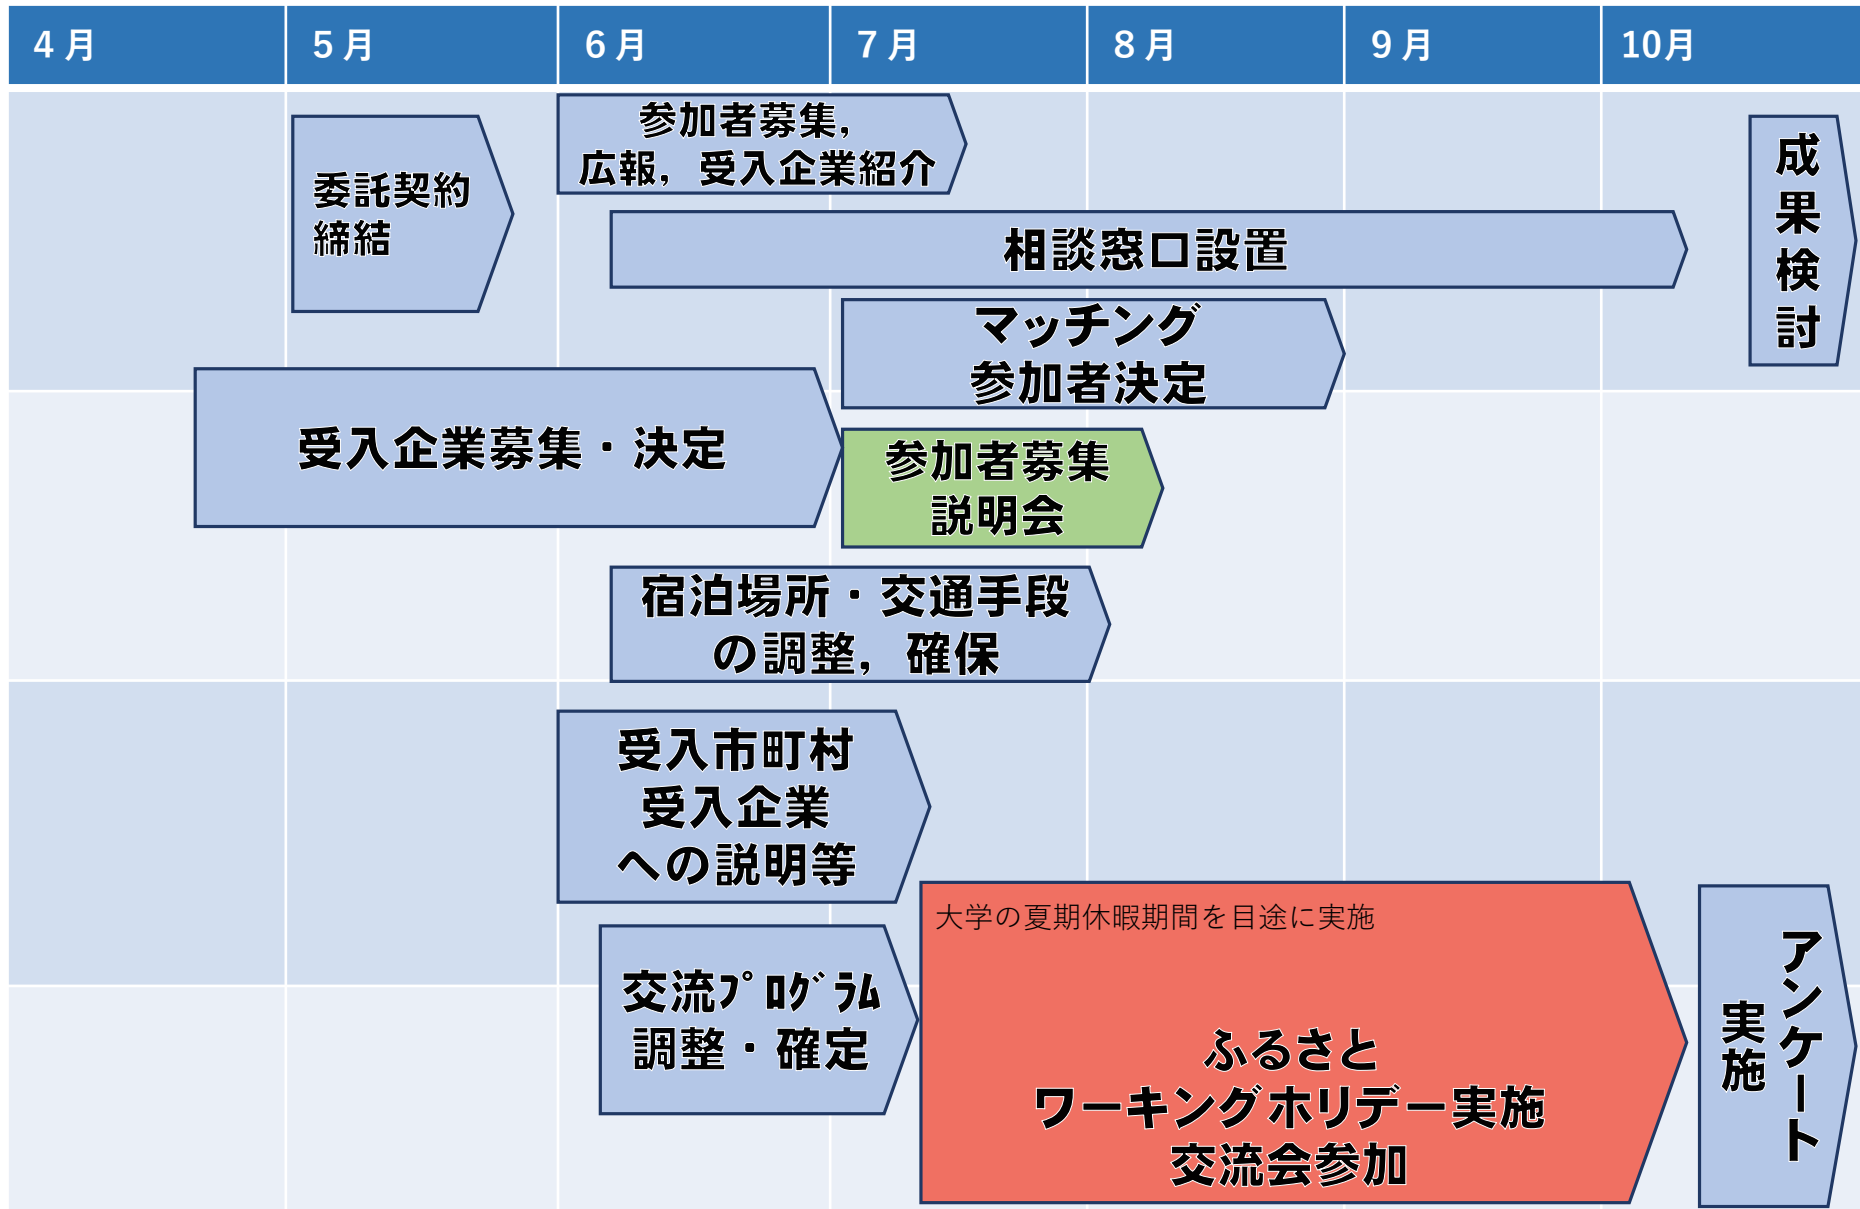 4月
5月
6月
7月
8月
9月
10月
委託契約
締結
参加者募集,
広報，受入企業紹介
相談窓口設置
成果検討
マッチング
参加者決定
受入企業募集・決定
参加者募集
説明会
宿泊場所・交通手段
の調整，確保
受入市町村
受入企業
への説明等
交流ﾌﾟﾛｸﾞﾗﾑ
調整・確定
大学の夏期休暇期間を目途に実施
ふるさと
ワーキングホリデー実施
交流会参加
アンケート
実施